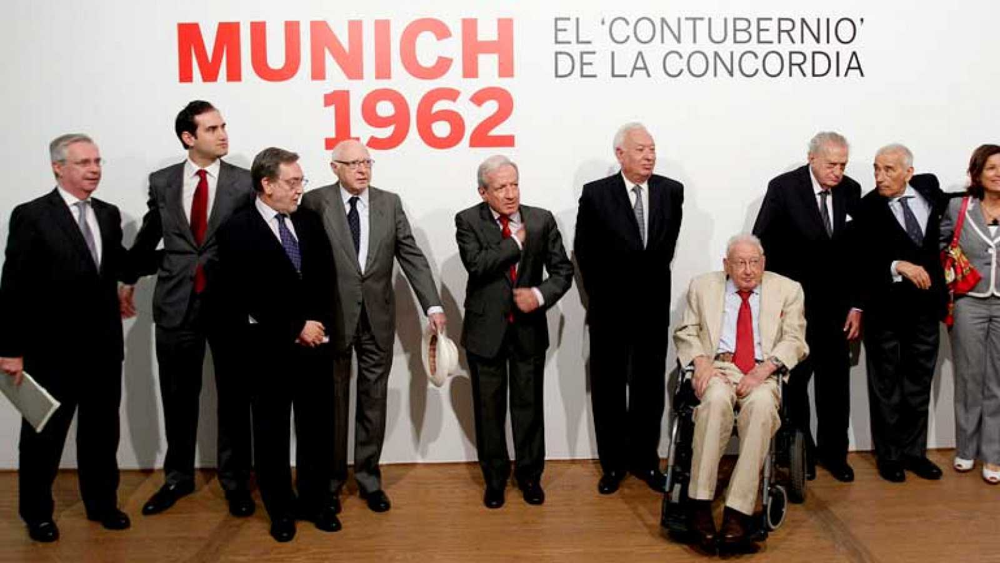 MUNICH
1962
EL ‘CONTUBERNIO’
DE LA CONCORDIA